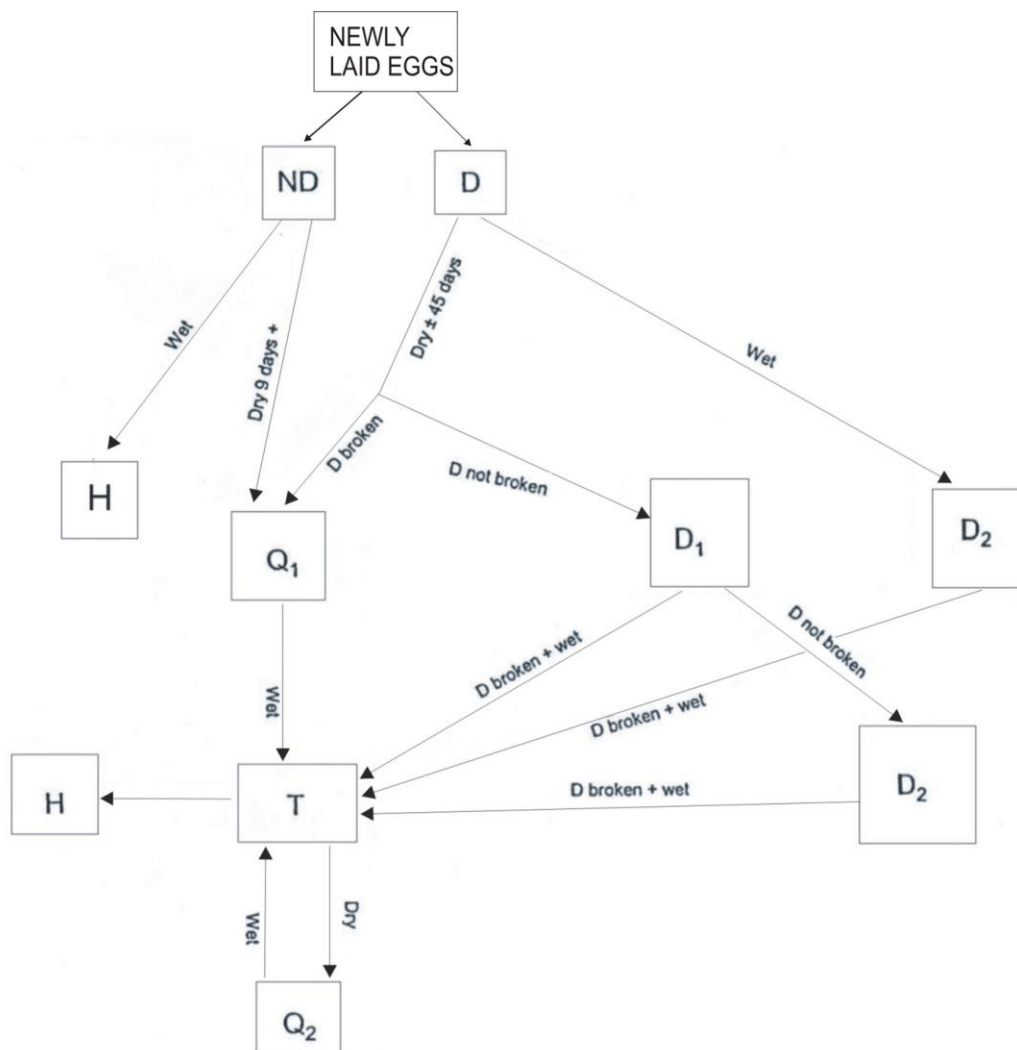 NEWLY
LAID EGGS
ND
D
Wet
Dry 9 days +
Dry ± 45 days
Wet
D broken
D not broken
H
Q₁
D₁
D₂
Wet
D broken + wet
D not broken
D broken + wet
H
T
D broken + wet
D₂
Wet
Dry
Q₂